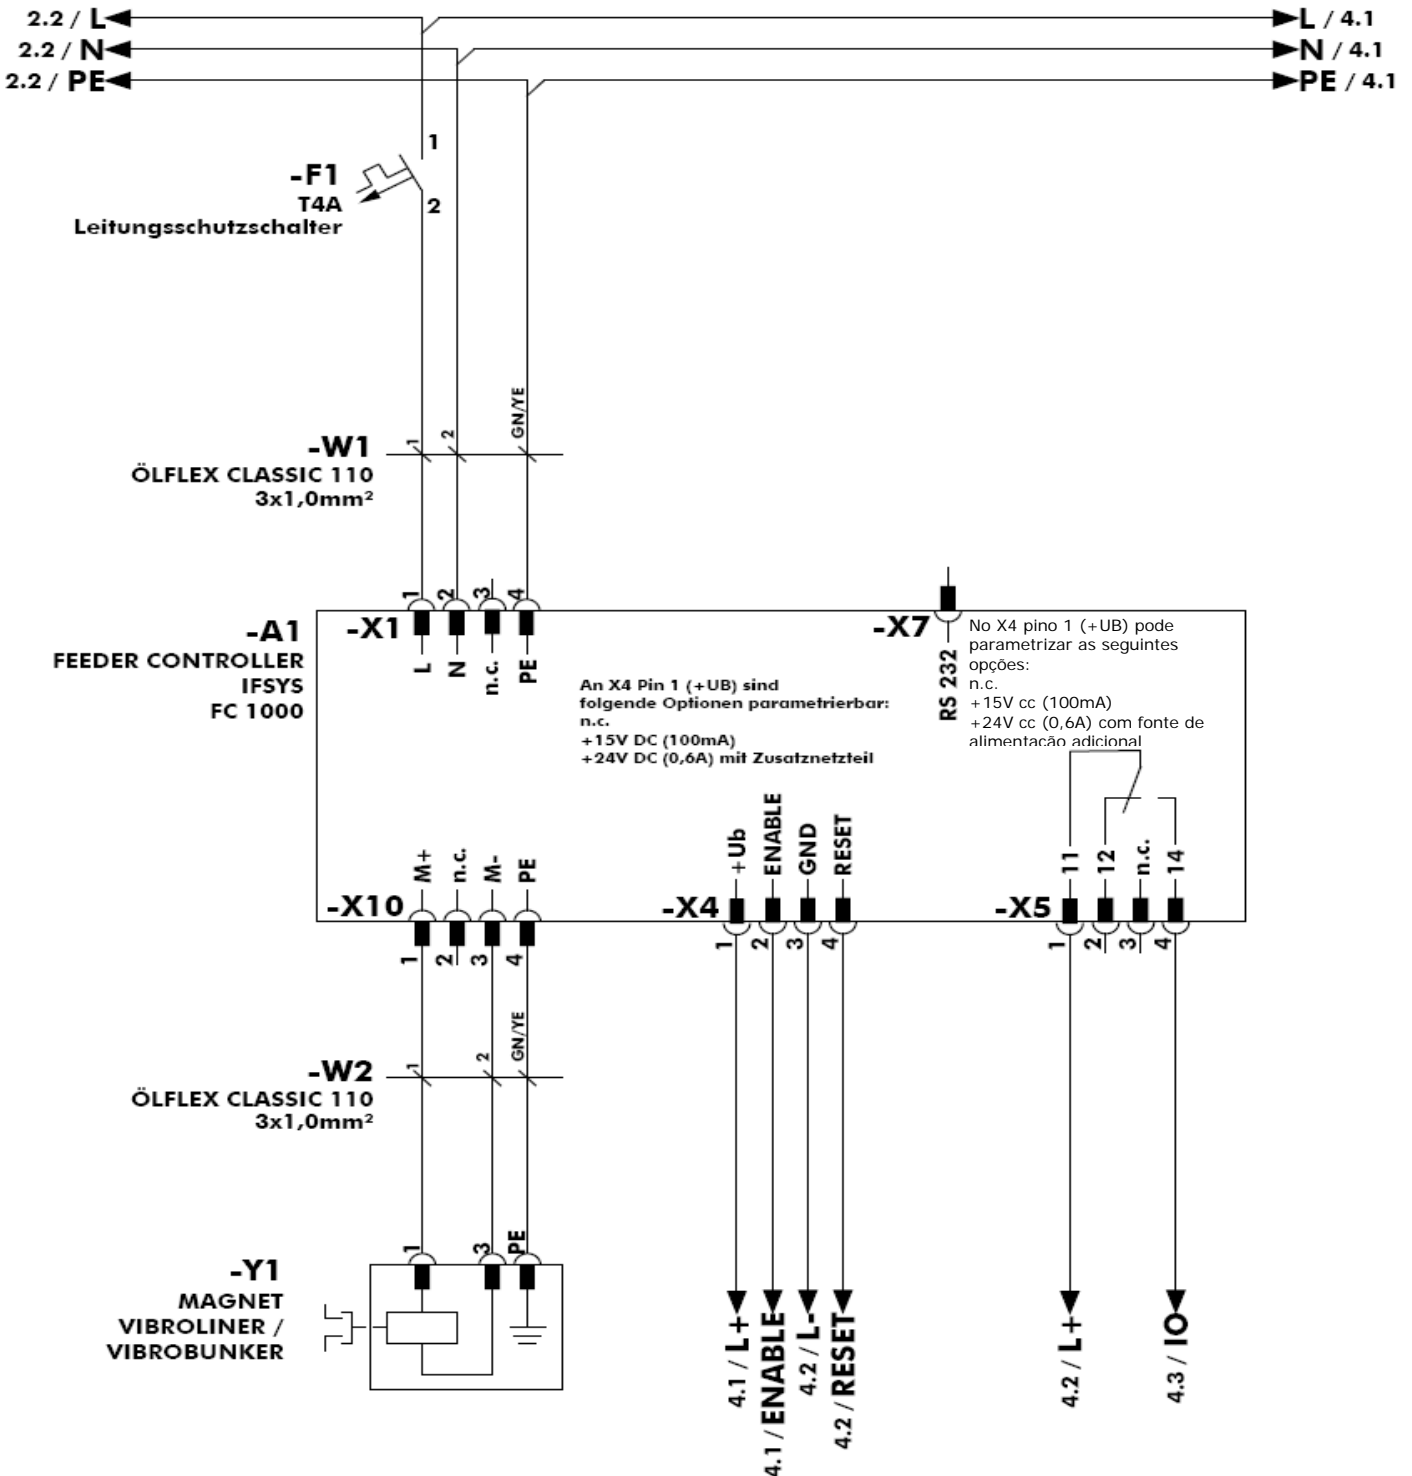 2.2 / L
L / 4.1
2.2 / N
N / 4.1
2.2 / PE
PE / 4.1
1
-F1
T4A
2
Leitungsschutzschalter
1
2
GN/YE
-W1
ÖLFLEX CLASSIC 110
3x1,0mm²
1
2
3
4
-A1
FEEDER CONTROLLER
IFSYS
FC 1000
-X1
L
N
n.c.
PE
An X4 Pin 1 (+UB) sind
folgende Optionen parametrierbar:
n.c.
+15V DC (100mA)
+24V DC (0,6A) mit Zusatznetzteil
-X7
RS 232
No X4 pino 1 (+UB) pode
parametrizar as seguintes
opções:
n.c.
+15V cc (100mA)
+24V cc (0,6A) com fonte de
alimentação adicional
M+
n.c.
M-
PE
-X10
1
2
3
4
+Ub
ENABLE
GND
RESET
-X4
1
2
3
4
11
12
n.c.
14
-X5
1
2
3
4
1
2
GN/YE
-W2
ÖLFLEX CLASSIC 110
3x1,0mm²
1
3
PE
-Y1
MAGNET
VIBROLINER /
VIBROBUNKER
4.1 / L+
4.1 / ENABLE
4.2 / L-
4.2 / RESET
4.2 / L+
4.3 / IO